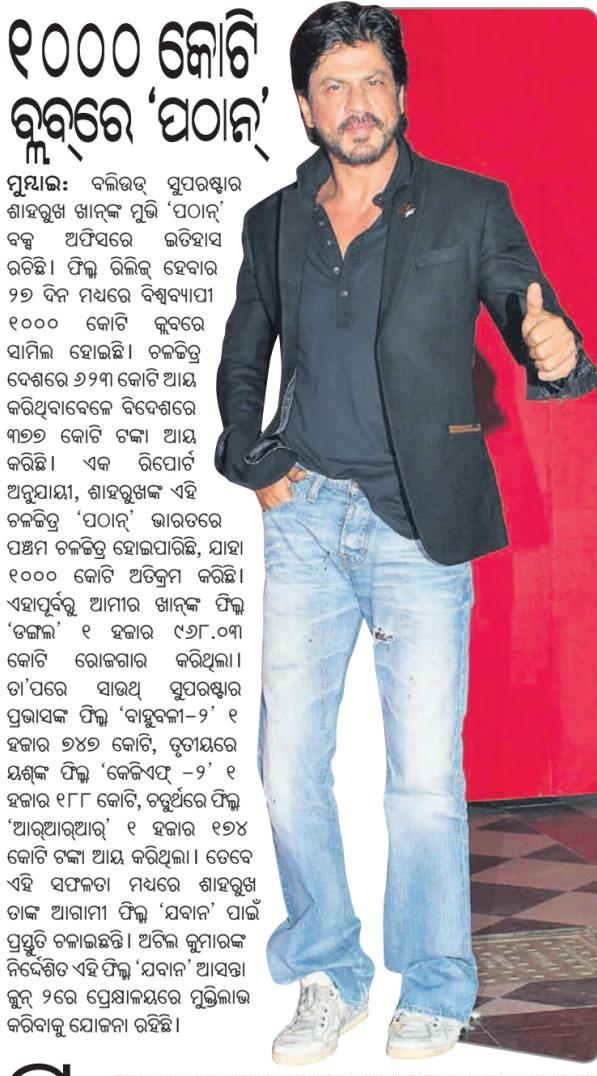 ୧୦୦୦ କୋଟି
ବ୍ଲବ୍‌ରେ ‘ପଠାନ୍’
ମୁମ୍ବାଇ: ବଲିଉଡ୍ ସୁପରଷ୍ଟାର
ଶାହରୁଖ ଖାନ୍‌ଙ୍କ ମୁଭି ‘ପଠାନ୍’
ବକ୍ସ ଅଫିସରେ ଇତିହାସ
ରଚିଛି। ଫିଲ୍ମ ରିଲିଜ୍ ହେବାର
୨୭ ଦିନ ମଧ୍ୟରେ ବିଶ୍ୱବ୍ୟାପୀ
୧୦୦୦ କୋଟି କ୍ଲବରେ
ସାମିଲ ହୋଇଛି। ଚଳଚ୍ଚିତ୍ର
ଦେଶରେ ୬୨୩ କୋଟି ଆୟ
କରିଥିବାବେଳେ ବିଦେଶରେ
୩୭୭ କୋଟି ଟଙ୍କା ଆୟ
କରିଛି। ଏକ ରିପୋର୍ଟ
ଅନୁଯାୟୀ, ଶାହରୁଖଙ୍କ ଏହି
ଚଳଚ୍ଚିତ୍ର ‘ପଠାନ୍’ ଭାରତରେ
ପଞ୍ଚମ ଚଳଚ୍ଚିତ୍ର ହୋଇପାରିଛି, ଯାହା
୧୦୦୦ କୋଟି ଅତିକ୍ରମ କରିଛି।
ଏହାପୂର୍ବରୁ ଆମୀର ଖାନ୍‌ଙ୍କ ଫିଲ୍ମ
‘ଡଙ୍ଗଲ’ ୧ ହଜାର ୯୬୮.୦୩
କୋଟି ରୋଜଗାର କରିଥିଲା।
ତା’ପରେ ସାଉଥ୍ ସୁପରଷ୍ଟାର
ପ୍ରଭାସଙ୍କ ଫିଲ୍ମ ‘ବାହୁବଳୀ-୨’ ୧
ହଜାର ୭୪୭ କୋଟି, ତୃତୀୟରେ
ୟଶ୍‌ଙ୍କ ଫିଲ୍ମ ‘କେଜିଏଫ୍ -୨’ ୧
ହଜାର ୧୮୮ କୋଟି, ଚତୁର୍ଥରେ ଫିଲ୍ମ
‘ଆର୍‌ଆର୍‌ଆର୍’ ୧ ହଜାର ୧୭୪
କୋଟି ଟଙ୍କା ଆୟ କରିଥିଲା। ତେବେ
ଏହି ସଫଳତା ମଧ୍ୟରେ ଶାହରୁଖ
ତାଙ୍କ ଆଗାମୀ ଫିଲ୍ମ ‘ଯବାନ’ ପାଇଁ
ପ୍ରସ୍ତୁତି ଚଳାଇଛନ୍ତି। ଅଟିଲ କୁମାରଙ୍କ
ନିର୍ଦ୍ଦେଶିତ ଏହି ଫିଲ୍ମ ‘ଯବାନ’ ଆସନ୍ତା
ଜୁନ୍ ୨ରେ ପ୍ରେକ୍ଷାଳୟରେ ମୁକ୍ତିଲାଭ
କରିବାକୁ ଯୋଜନା ରହିଛି।